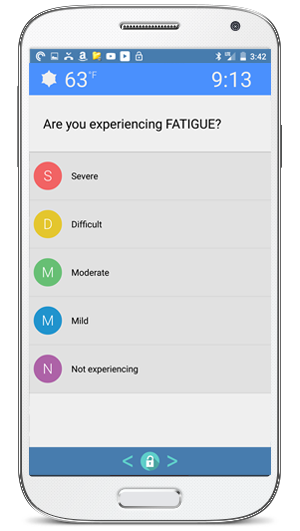 3:42
63°F
9:13
Are you experiencing FATIGUE?
S Severe
D Difficult
M Moderate
M Mild
N Not experiencing
< >